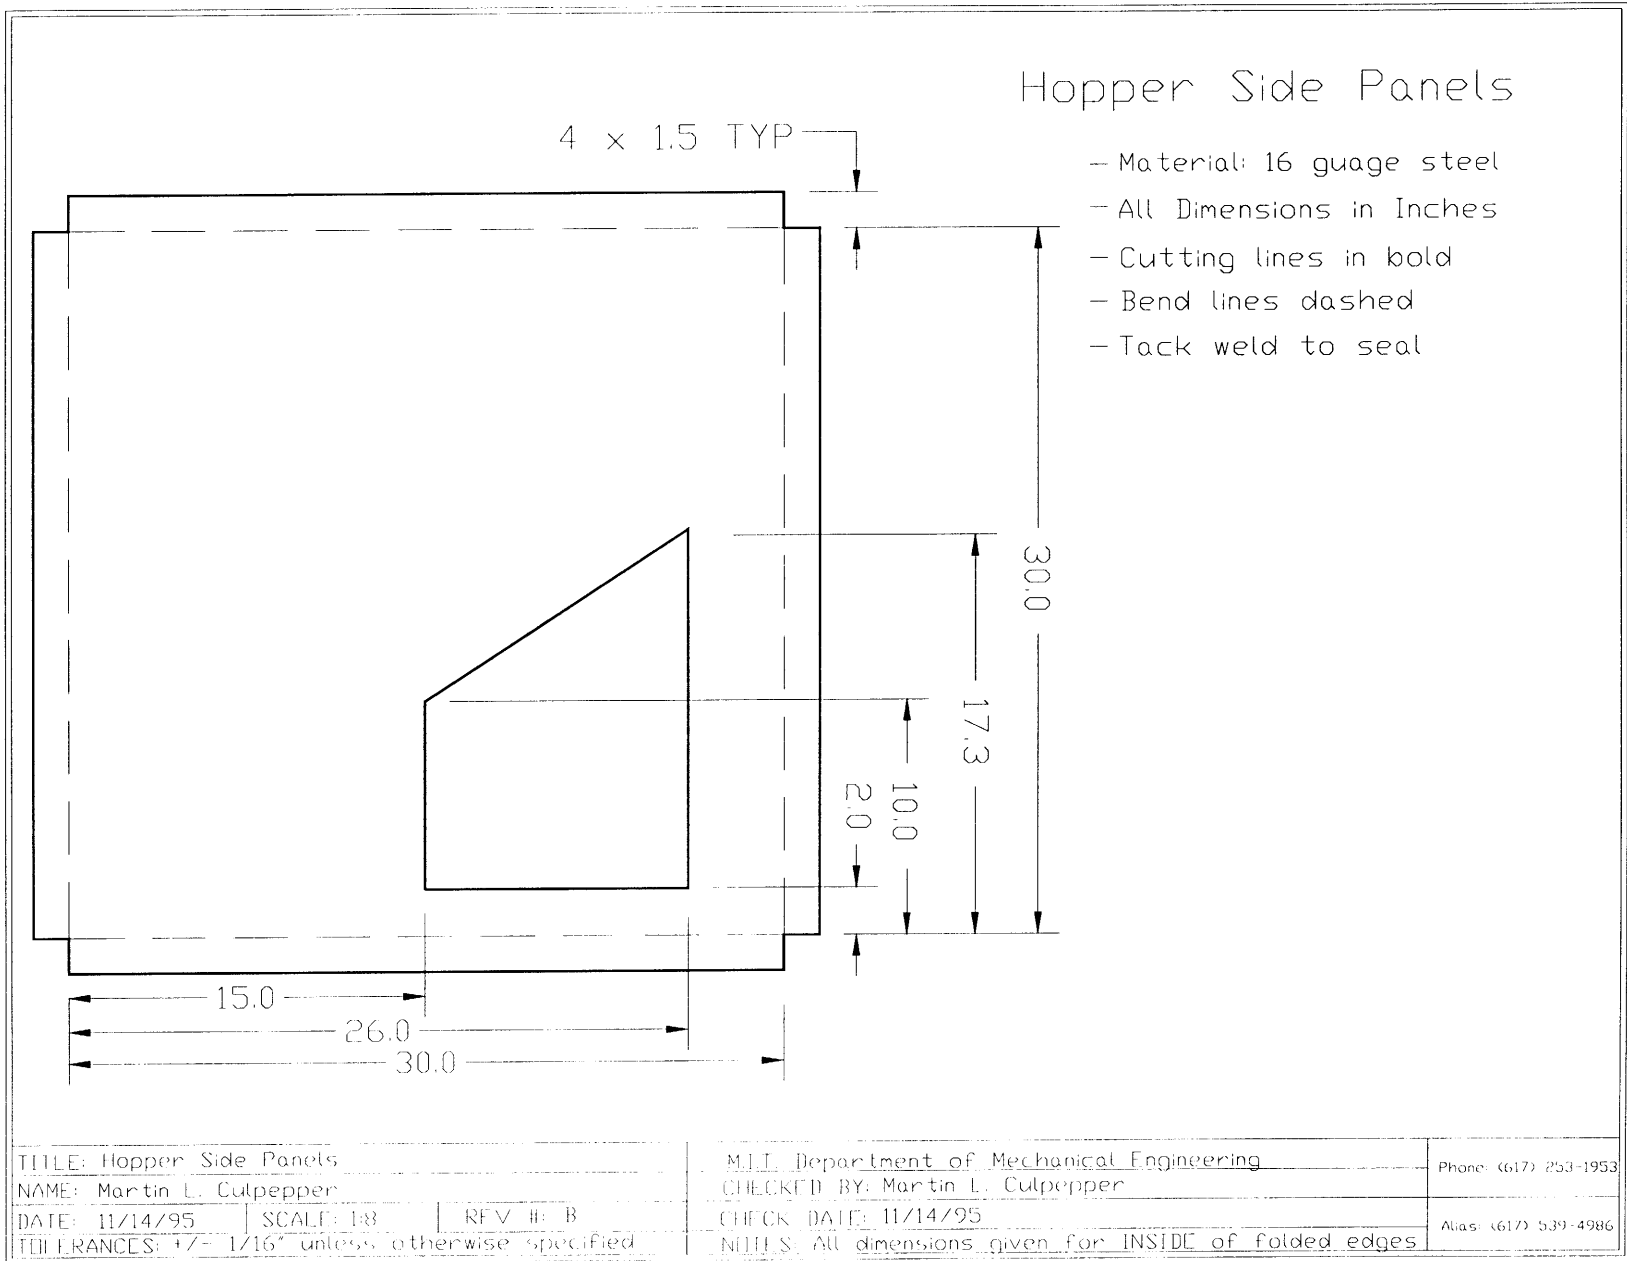 Hopper Side Panels
4 x 1.5 TYP
- Material: 16 guage steel
- All Dimensions in Inches
- Cutting lines in bold
- Bend lines dashed
- Tack weld to seal
30.0
17.3
10.0
2.0
15.0
26.0
30.0
TITLE: Hopper Side Panels
NAME: Martin L. Culpepper
DATE: 11/14/95 SCALE: 1:8 REV #: B
TOLERANCES: +/- 1/16" unless otherwise specified
M.I.T. Department of Mechanical Engineering
CHECKED BY: Martin L. Culpepper
CHECK DATE: 11/14/95
NOTES: All dimensions given for INSIDE of folded edges
Phone: (617) 253-1953
Alias: (617) 539-4986